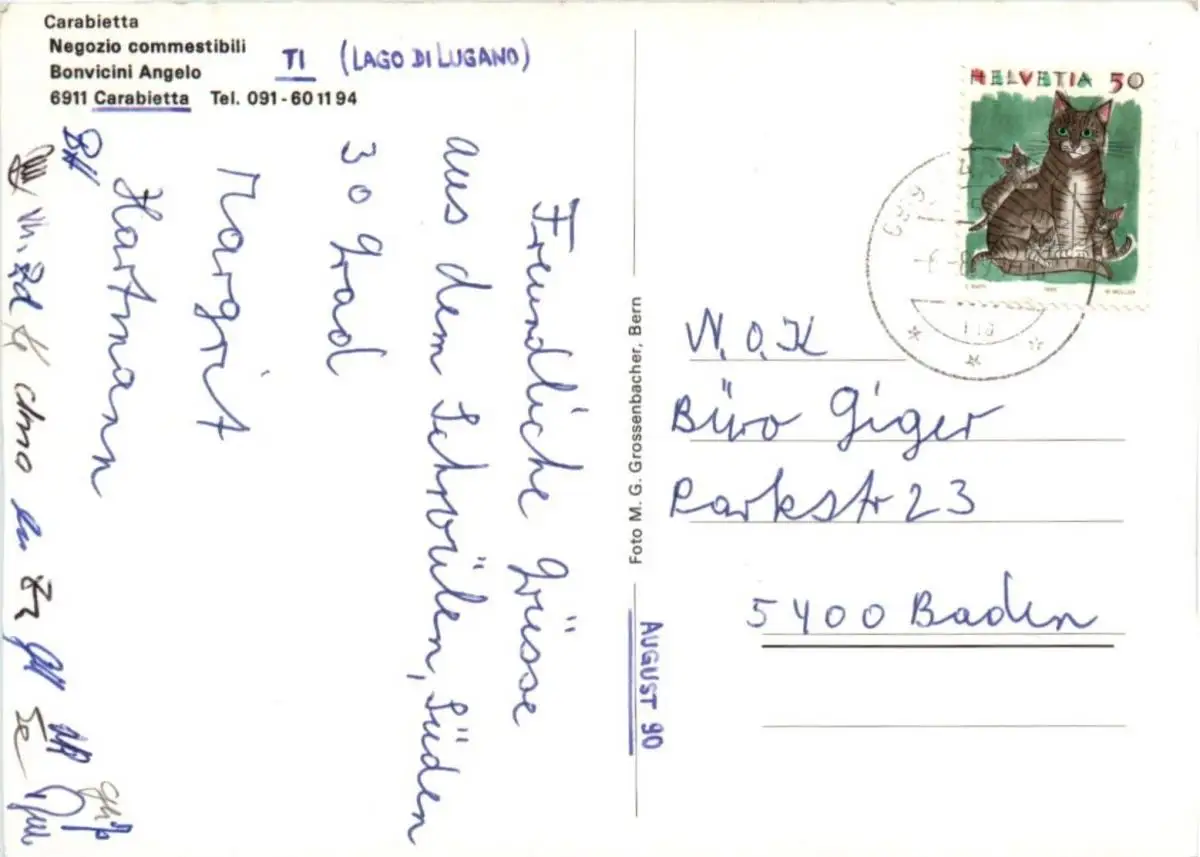 Carabietta
Negozio commestibili
Bonvicini Angelo
6911 Carabietta Tel. 091-60 11 94
TI (LAGO DI LUGANO)
Freundliche Grüsse
aus dem Schwülen, Süden
30 Grad
Margrit
Hartmann
Foto M. G. Grossenbacher, Bern
AUGUST 90
HELVETIA 50
N.O.K
Büro Giger
Parkstr 23
5400 Baden